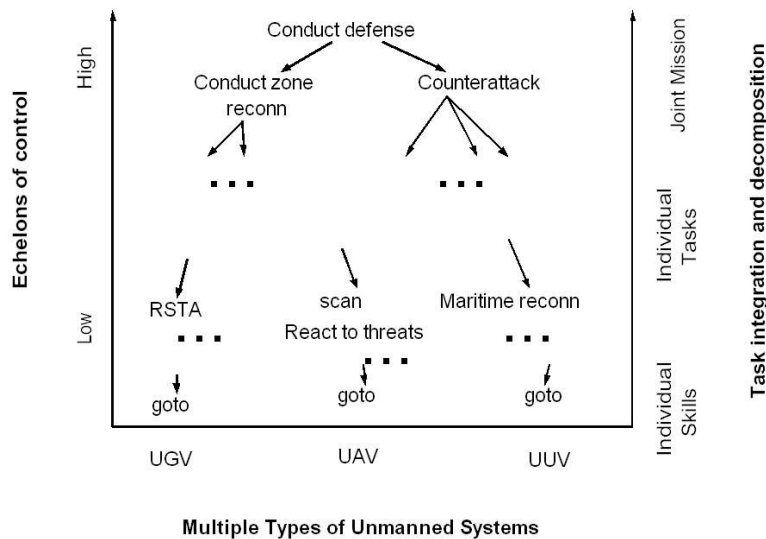 Conduct defense
High
Joint Mission
Conduct zone
reconn
Counterattack
Echelons of control
Task integration and decomposition
Individual
Tasks
RSTA
scan
Maritime reconn
Low
React to threats
goto
goto
goto
Individual
Skills
UGV
UAV
UUV
Multiple Types of Unmanned Systems